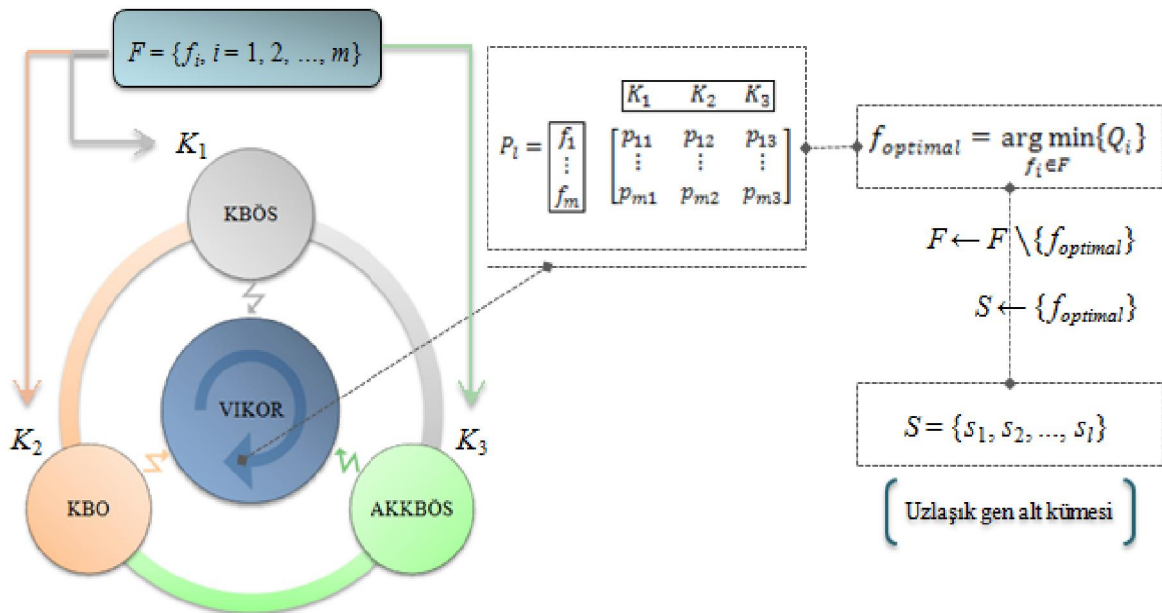 F = {f_i, i = 1, 2, ..., m}
K_1
KBÖS
VIKOR
K_2
K_3
KBO
AKKBÖS
K_1 K_2 K_3
P_l = f_1 ⋮ f_m [p_11 p_12 p_13 ⋮ ⋮ ⋮ p_m1 p_m2 p_m3]
f_optimal = arg min{Q_i}
f_i∈F
F ← F \{f_optimal}
S ← {f_optimal}
S = {s_1, s_2, ..., s_l}
Uzlaşık gen alt kümesi